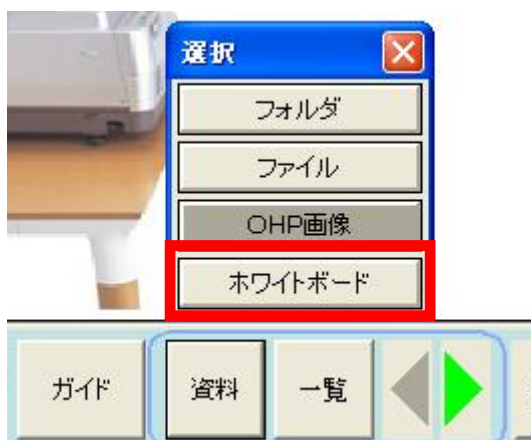 選択
フォルダ
ファイル
OHP画像
ホワイトボード
ガイド
資料
一覧